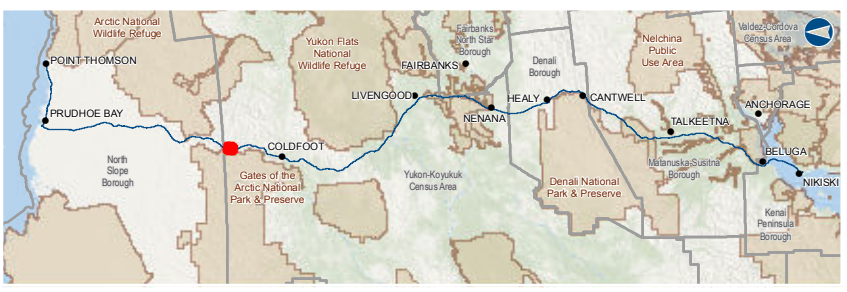 Arctic National
Wildlife Refuge
POINT THOMSON
PRUDHOE BAY
North
Slope
Borough
COLDFOOT
Gates of the
Arctic National
Park & Preserve
Yukon Flats
National
Wildlife Refuge
LIVENGOOD
Yukon-Koyukuk
Census Area
Fairbanks
North Star
Borough
FAIRBANKS
NENANA
Denali
Borough
HEALY
CANTWELL
Denali National
Park & Preserve
Nelchina
Public
Use Area
TALKEETNA
Matanuska-Susitna
Borough
Valdez-Cordova
Census Area
ANCHORAGE
BELUGA
NIKISKI
Kenai
Peninsula
Borough